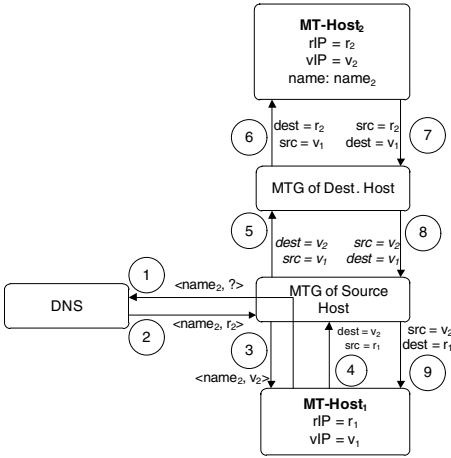 MT-Host₂
rIP = r₂
vIP = v₂
name: name₂
6
dest = r₂
src = v₁
src = r₂
dest = v₁
7
MTG of Dest. Host
5
dest = v₂
src = v₁
src = v₂
dest = v₁
8
1
<name₂, ?>
MTG of Source
Host
DNS
2
<name₂, r₂>
3
<name₂, v₂>
dest = v₂
src = r₁
4
src = v₂
dest = r₁
9
MT-Host₁
rIP = r₁
vIP = v₁